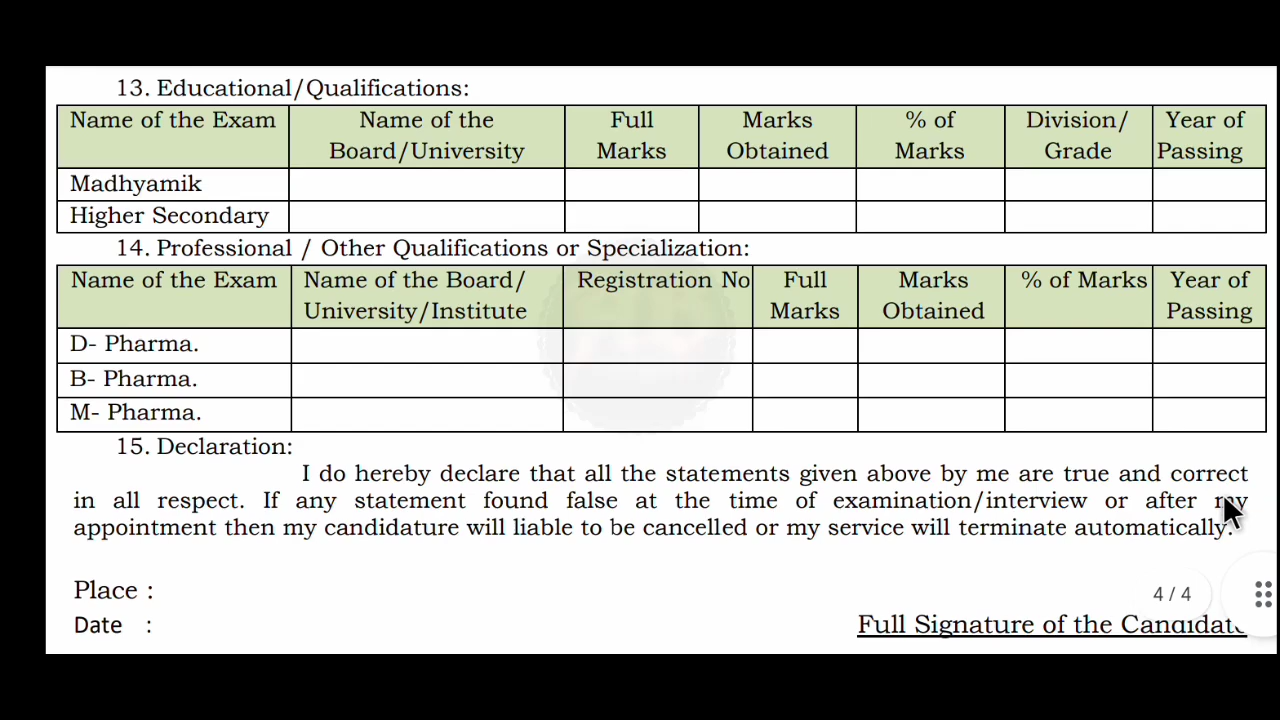 13. Educational/Qualifications:
Name of the Exam Name of the Board/University Full Marks Marks Obtained % of Marks Division/ Grade Year of Passing
Madhyamik
Higher Secondary
14. Professional / Other Qualifications or Specialization:
Name of the Exam Name of the Board/ University/Institute Registration No Full Marks Marks Obtained % of Marks Year of Passing
D- Pharma.
B- Pharma.
M- Pharma.
15. Declaration:
I do hereby declare that all the statements given above by me are true and correct
in all respect. If any statement found false at the time of examination/interview or after my
appointment then my candidature will liable to be cancelled or my service will terminate automatically.
Place :
4 / 4
Date :
Full Signature of the Candidate